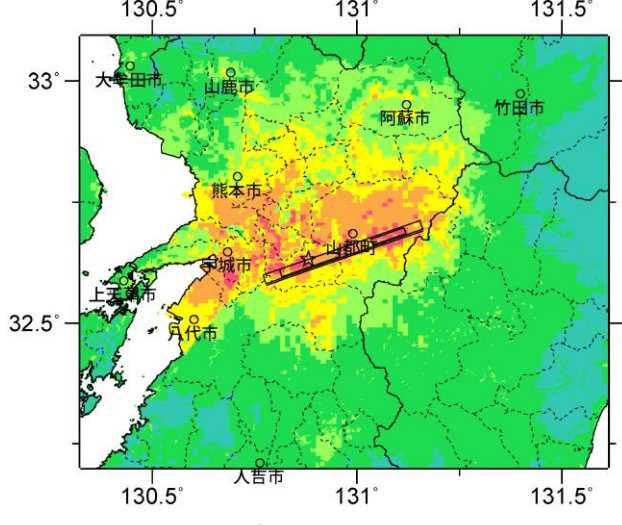 130.5° 131° 131.5°
33°
大牟田市
山鹿市
竹田市
阿蘇市
熊本市
山都町
宇城市
上天草市
32.5°
八代市
人吉市
130.5° 131° 131.5°